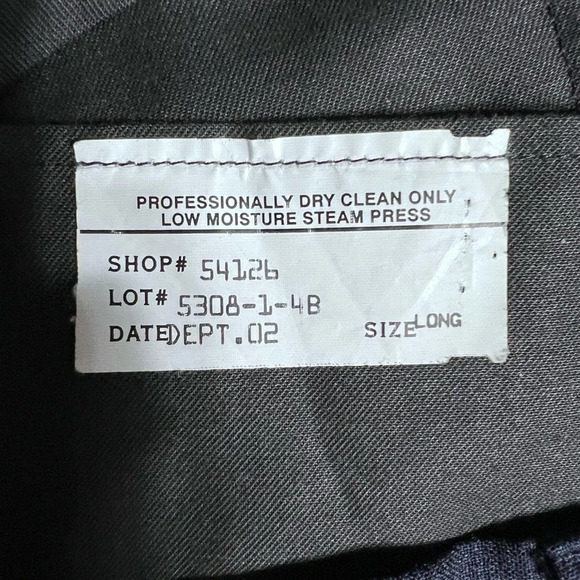 PROFESSIONALLY DRY CLEAN ONLY
LOW MOISTURE STEAM PRESS
SHOP# 54126
LOT# 5308-1-4B
DATEDEPT.02 SIZELONG